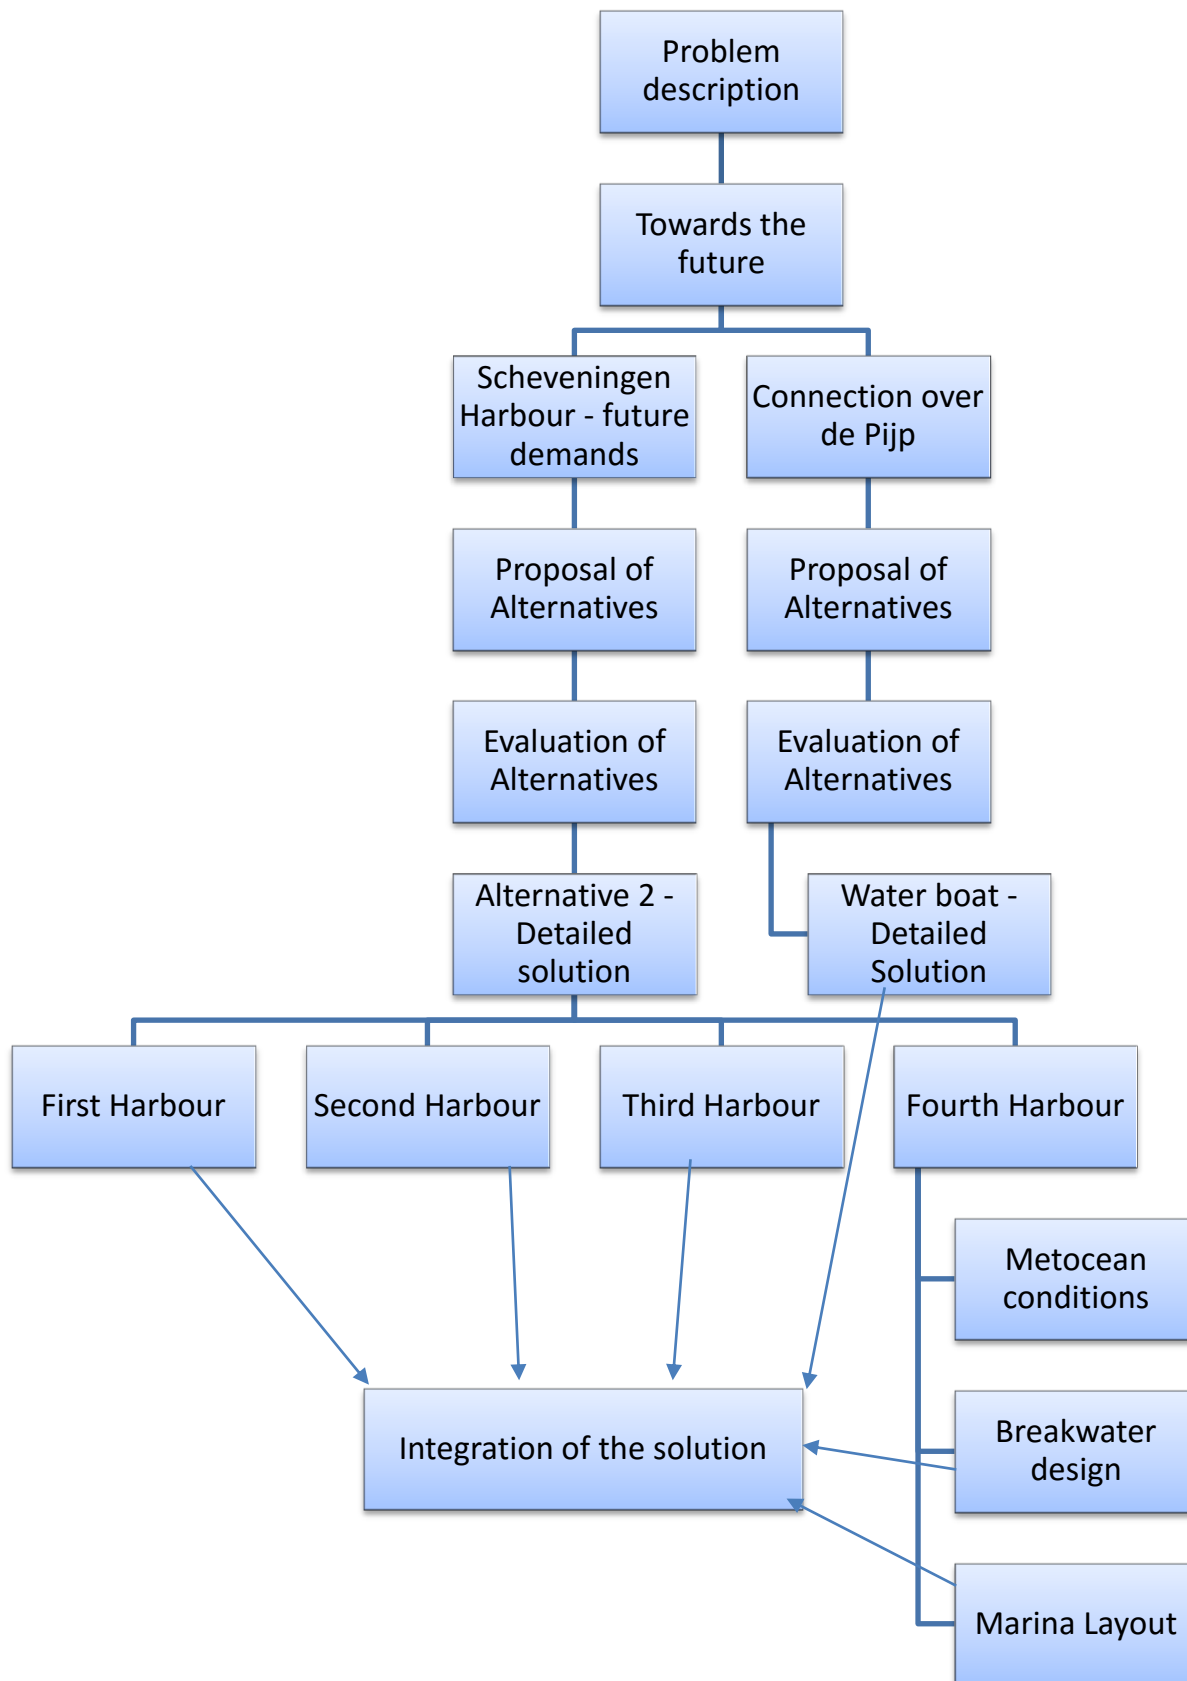 Problem
description
Towards the
future
Scheveningen
Harbour - future
demands
Connection over
de Pijp
Proposal of
Alternatives
Proposal of
Alternatives
Evaluation of
Alternatives
Evaluation of
Alternatives
Alternative 2 -
Detailed
solution
Water boat -
Detailed
Solution
First Harbour
Second Harbour
Third Harbour
Fourth Harbour
Metocean
conditions
Integration of the solution
Breakwater
design
Marina Layout